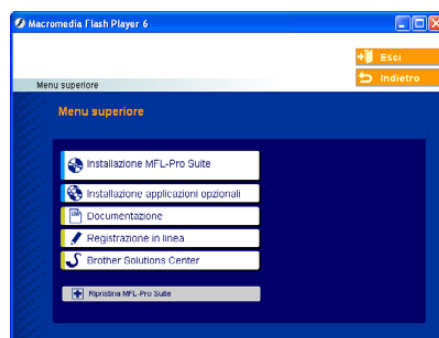 Macromedia Flash Player 6
Esci
Indietro
Menu superiore
Menu superiore
Installazione MFL-Pro Suite
Installazione applicazioni opzionali
Documentazione
Registrazione in linea
Brother Solutions Center
Ripristina MFL-Pro Suite